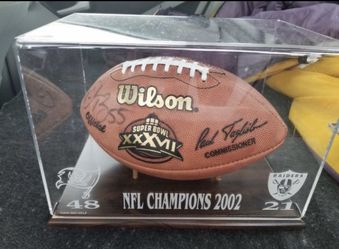 Wilson
SUPER BOWL
XXXVII
Paul Tagliabue
COMMISSIONER
RAIDERS
48
NFL CHAMPIONS 2002
21